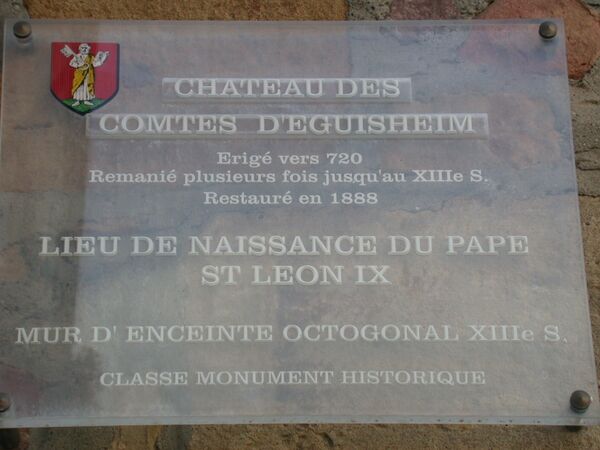 CHATEAU DES
COMTES D'EGUISHEIM
Erigé vers 720
Remanié plusieurs fois jusqu'au XIIIe S.
Restauré en 1888
LIEU DE NAISSANCE DU PAPE
ST LEON IX
MUR D' ENCEINTE OCTOGONAL XIIIe S.
CLASSE MONUMENT HISTORIQUE